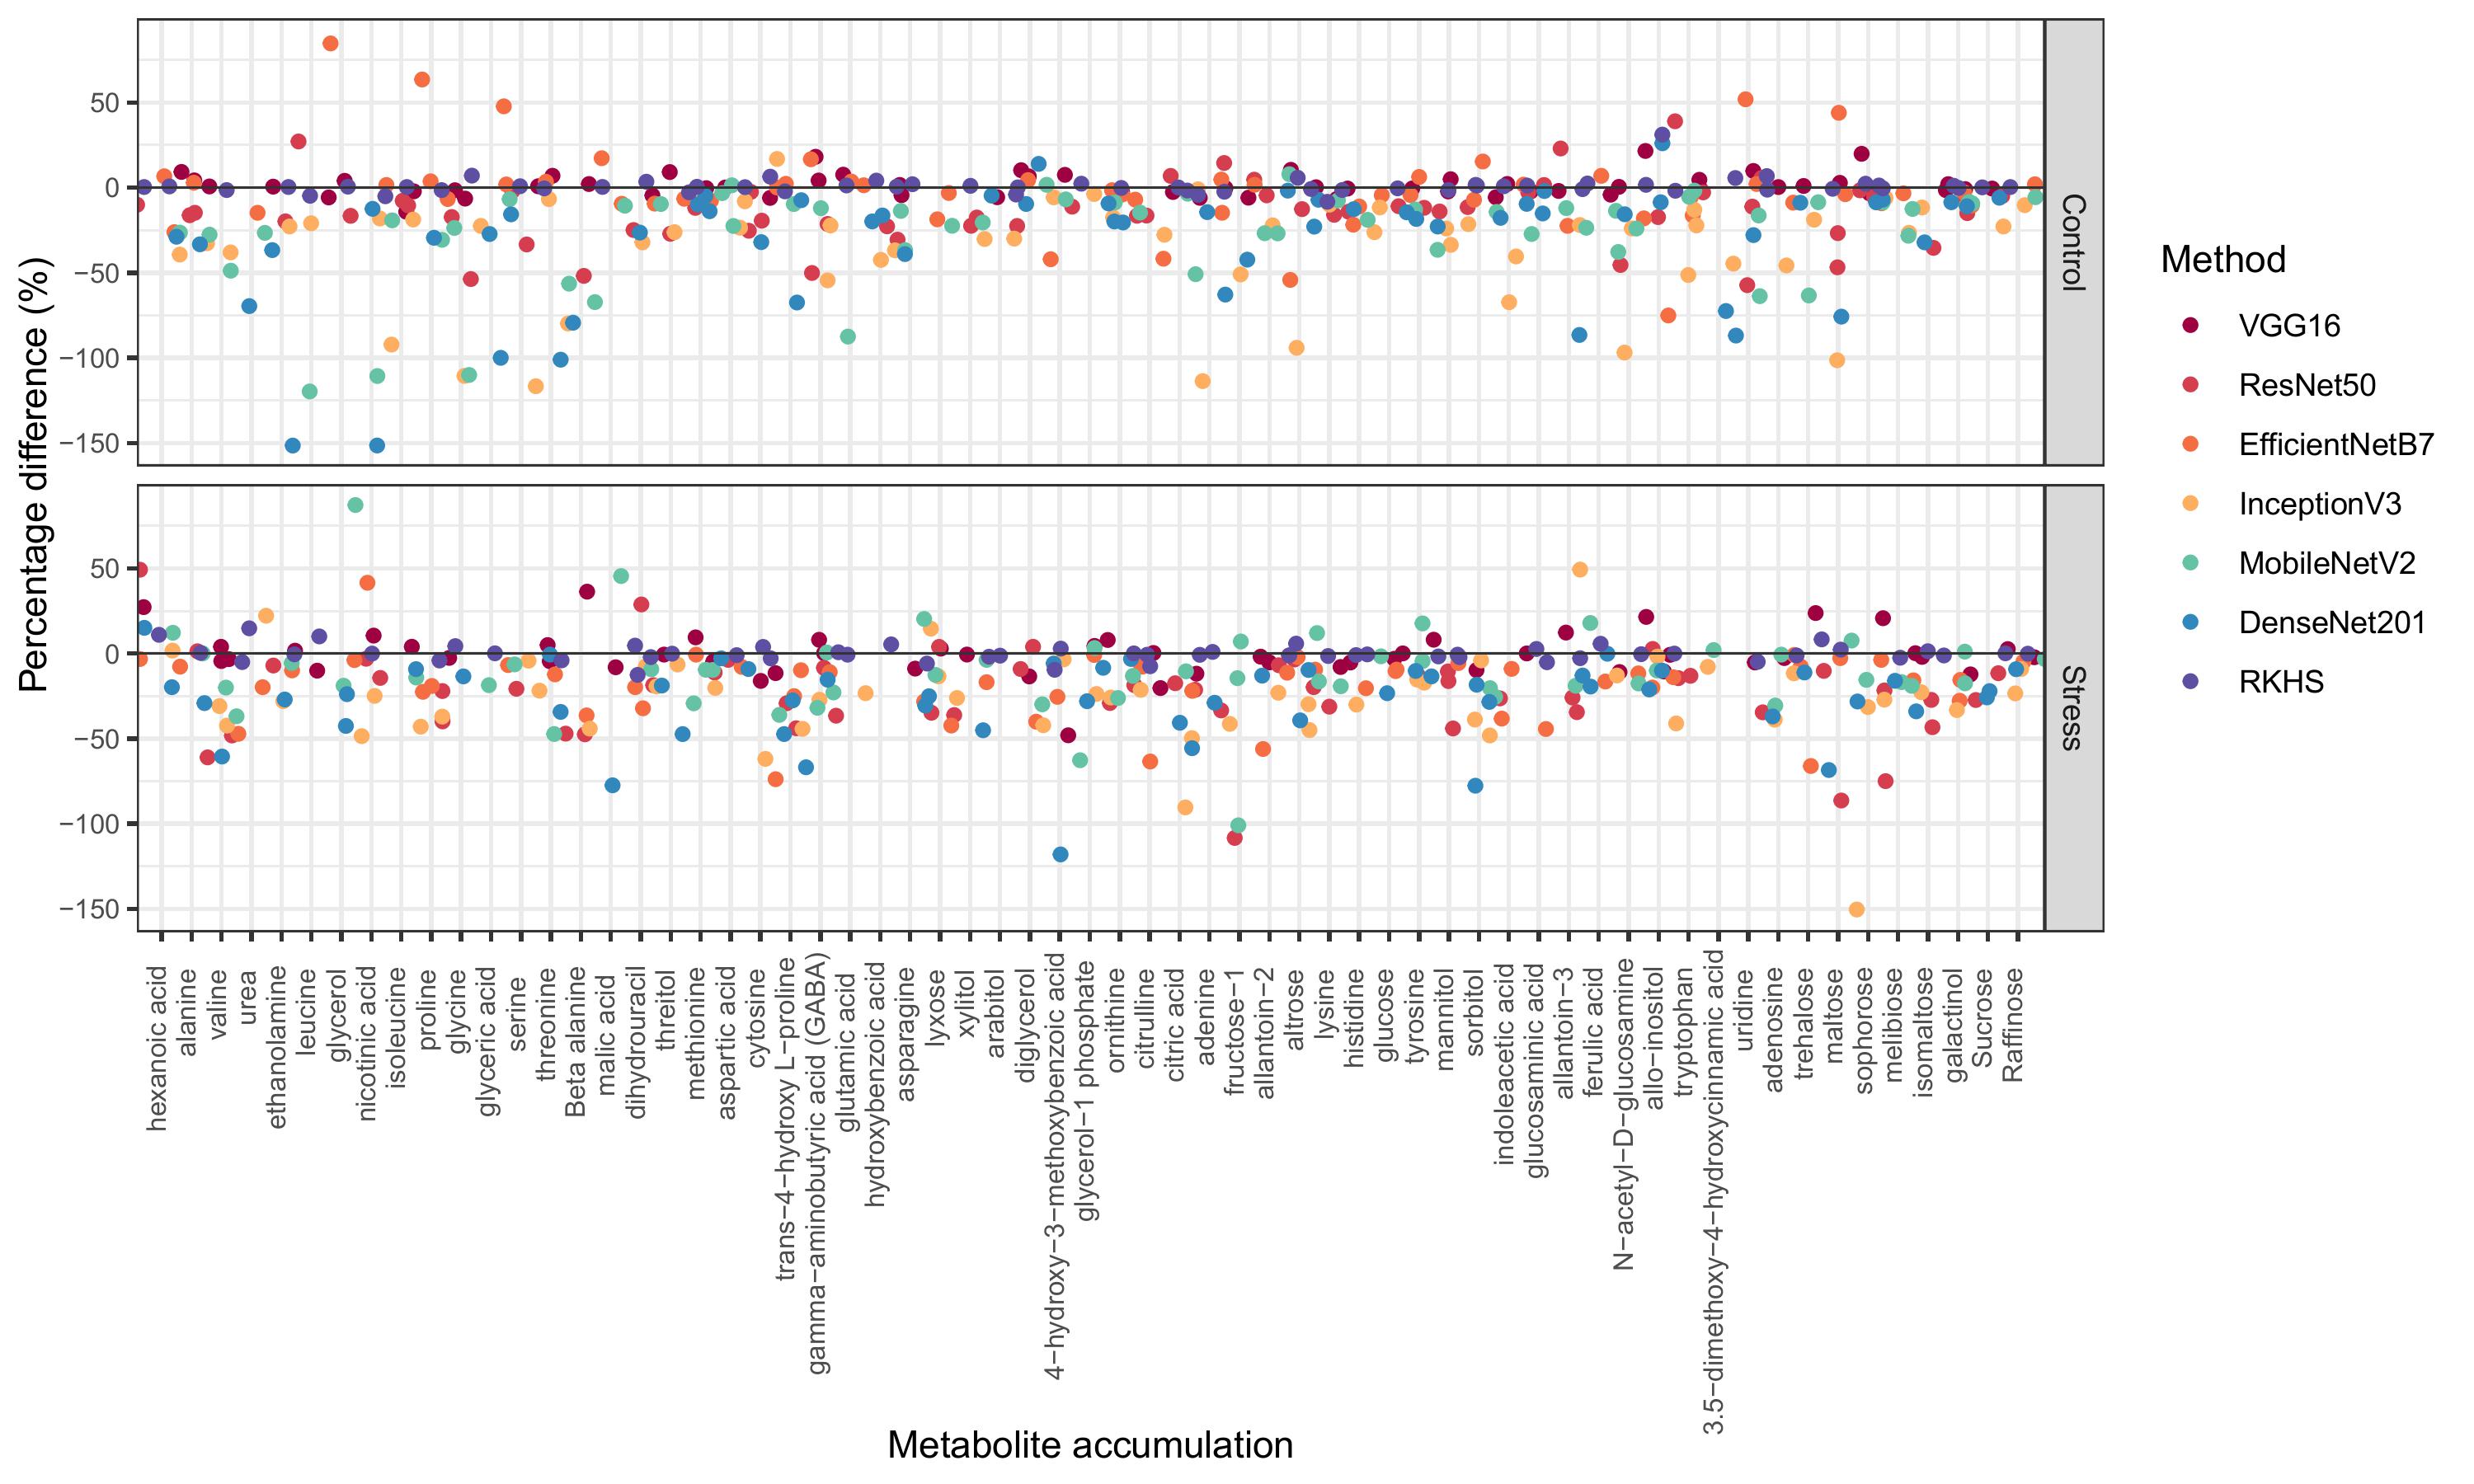 Percentage difference (%)
50
0
−50
−100
−150
Control
50
0
−50
−100
−150
Stress
hexanoic acid
alanine
valine
urea
ethanolamine
leucine
glycerol
nicotinic acid
isoleucine
proline
glycine
glyceric acid
serine
threonine
Beta alanine
malic acid
dihydrouracil
threitol
methionine
aspartic acid
cytosine
trans−4−hydroxy L−proline
gamma−aminobutyric acid (GABA)
glutamic acid
hydroxybenzoic acid
asparagine
lyxose
xylitol
arabitol
diglycerol
4−hydroxy−3−methoxybenzoic acid
glycerol−1 phosphate
ornithine
citrulline
citric acid
adenine
fructose−1
allantoin−2
altrose
lysine
histidine
glucose
tyrosine
mannitol
sorbitol
indoleacetic acid
glucosaminic acid
allantoin−3
ferulic acid
N−acetyl−D−glucosamine
allo−inositol
tryptophan
3.5−dimethoxy−4−hydroxycinnamic acid
uridine
adenosine
trehalose
maltose
sophorose
melibiose
isomaltose
galactinol
Sucrose
Raffinose
Metabolite accumulation
Method
VGG16
ResNet50
EfficientNetB7
InceptionV3
MobileNetV2
DenseNet201
RKHS